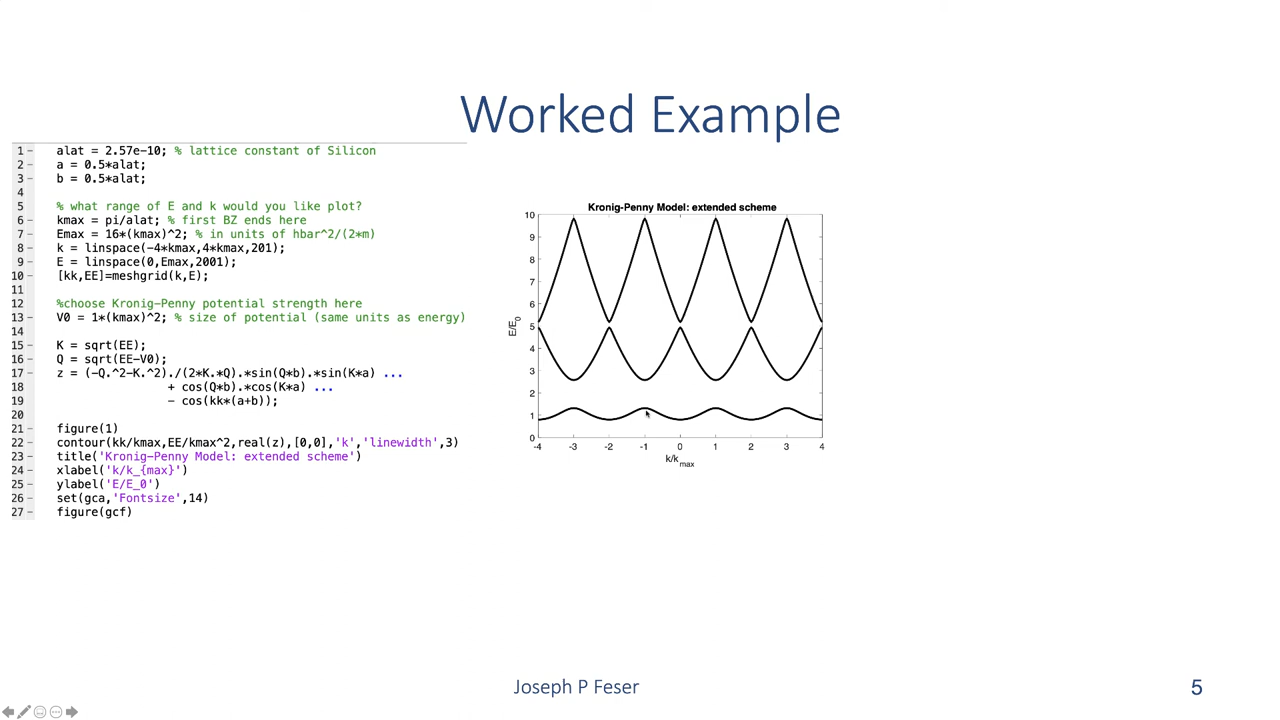 Worked Example
1 – alat = 2.57e-10; % lattice constant of Silicon
2 – a = 0.5*alat;
3 – b = 0.5*alat;
4
5 % what range of E and k would you like plot?
6 – kmax = pi/alat; % first BZ ends here
7 – Emax = 16*(kmax)^2; % in units of hbar^2/(2*m)
8 – k = linspace(-4*kmax,4*kmax,201);
9 – E = linspace(0,Emax,2001);
10 – [kk,EE]=meshgrid(k,E);
11
12 %choose Kronig-Penny potential strength here
13 – V0 = 1*(kmax)^2; % size of potential (same units as energy)
14
15 – K = sqrt(EE);
16 – Q = sqrt(EE-V0);
17 – z = (-Q.^2-K.^2)./(2*K.*Q).*sin(Q*b).*sin(K*a) ...
18 + cos(Q*b).*cos(K*a) ...
19 - cos(kk*(a+b));
20
21 – figure(1)
22 – contour(kk/kmax,EE/kmax^2,real(z),[0,0],'k','linewidth',3)
23 – title('Kronig-Penny Model: extended scheme')
24 – xlabel('k/k_{max}')
25 – ylabel('E/E_0')
26 – set(gca,'Fontsize',14)
27 – figure(gcf)
Kronig-Penny Model: extended scheme
10
9
8
7
6
5
4
3
2
1
0
E/E0
-4 -3 -2 -1 0 1 2 3 4
k/kmax
Joseph P Feser
5